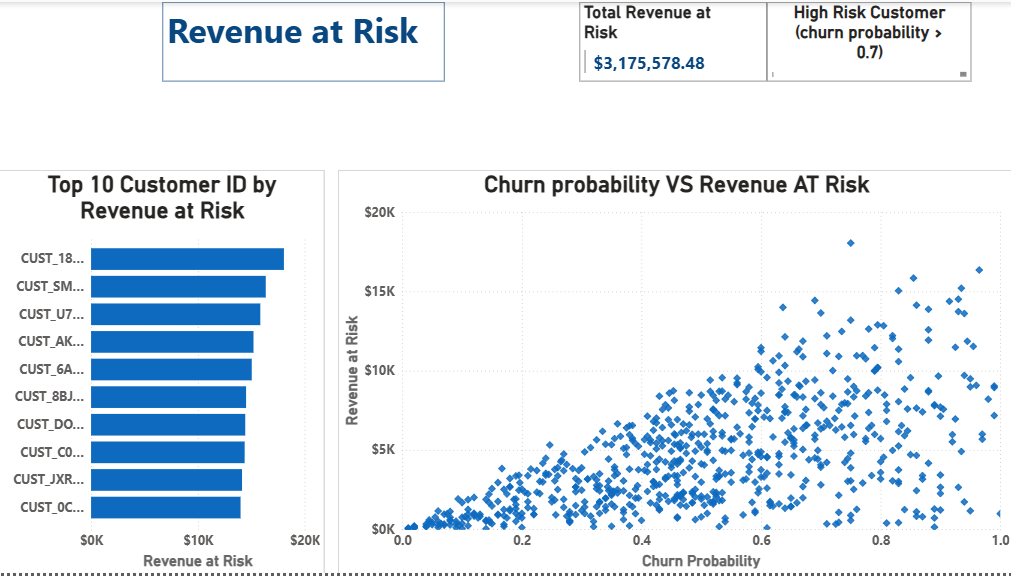 Revenue at Risk
Total Revenue at
Risk
$3,175,578.48
High Risk Customer
(churn probability >
0.7)
Top 10 Customer ID by
Revenue at Risk
CUST_18...
CUST_SM...
CUST_U7...
CUST_AK...
CUST_6A...
CUST_8BJ...
CUST_DO...
CUST_C0...
CUST_JXR...
CUST_0C...
$0K
$10K
$20K
Revenue at Risk
Churn probability VS Revenue AT Risk
$20K
$15K
$10K
$5K
$0K
Revenue at Risk
0.0
0.2
0.4
0.6
0.8
1.0
Churn Probability